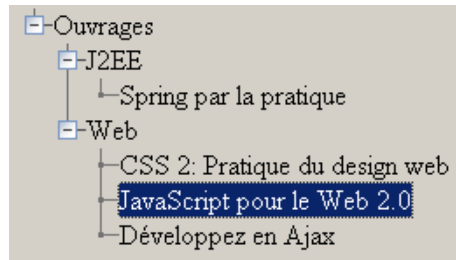 Ouvrages
J2EE
Spring par la pratique
Web
CSS 2: Pratique du design web
JavaScript pour le Web 2.0
Développez en Ajax